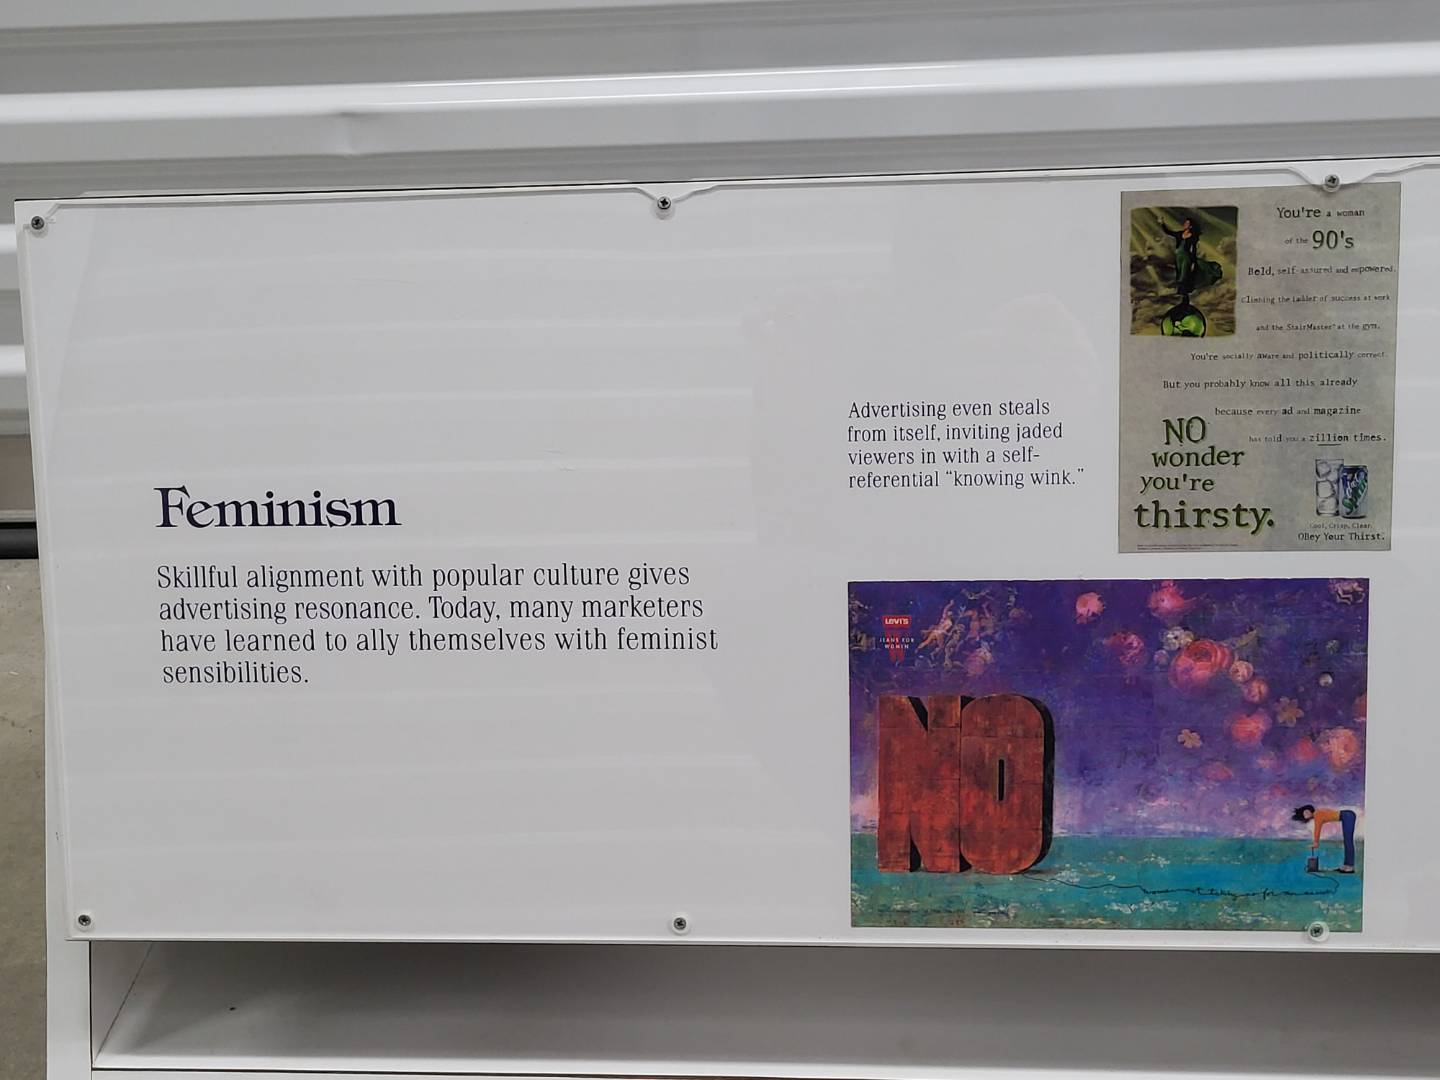 Feminism
Skillful alignment with popular culture gives
advertising resonance. Today, many marketers
have learned to ally themselves with feminist
sensibilities.
Advertising even steals
from itself, inviting jaded
viewers in with a self-
referential “knowing wink.”
You're a woman
of the 90's
Bold, self-assured and empowered.
Climbing the ladder of success at work
and the StairMaster® at the gym.
You're socially aware and politically correct.
But you probably know all this already
because every ad and magazine
has told you a zillion times.
NO
wonder
you're
thirsty.
Cool, Crisp, Clear.
OBey Your Thirst.
LEVI'S
JEANS FOR
WOMEN
NO